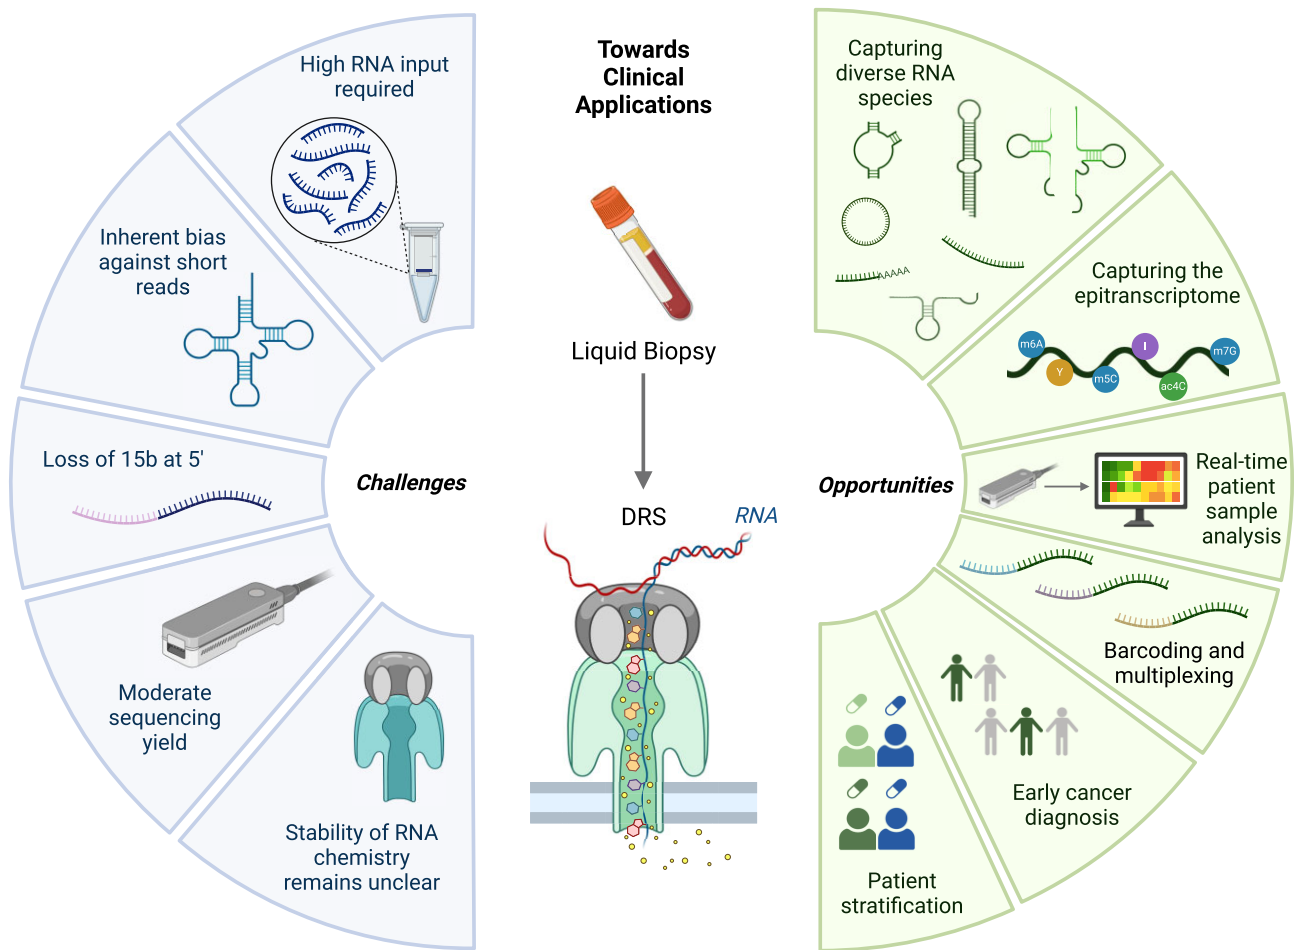 Towards
Clinical
Applications
Liquid Biopsy
DRS
RNA
Challenges
High RNA input
required
Inherent bias
against short
reads
Loss of 15b at 5'
Moderate
sequencing
yield
Stability of RNA
chemistry
remains unclear
Opportunities
Capturing
diverse RNA
species
AAAAA
Capturing the
epitranscriptome
m6A
Y
m5C
I
ac4C
m7G
Real-time
patient
sample
analysis
Barcoding and
multiplexing
Early cancer
diagnosis
Patient
stratification